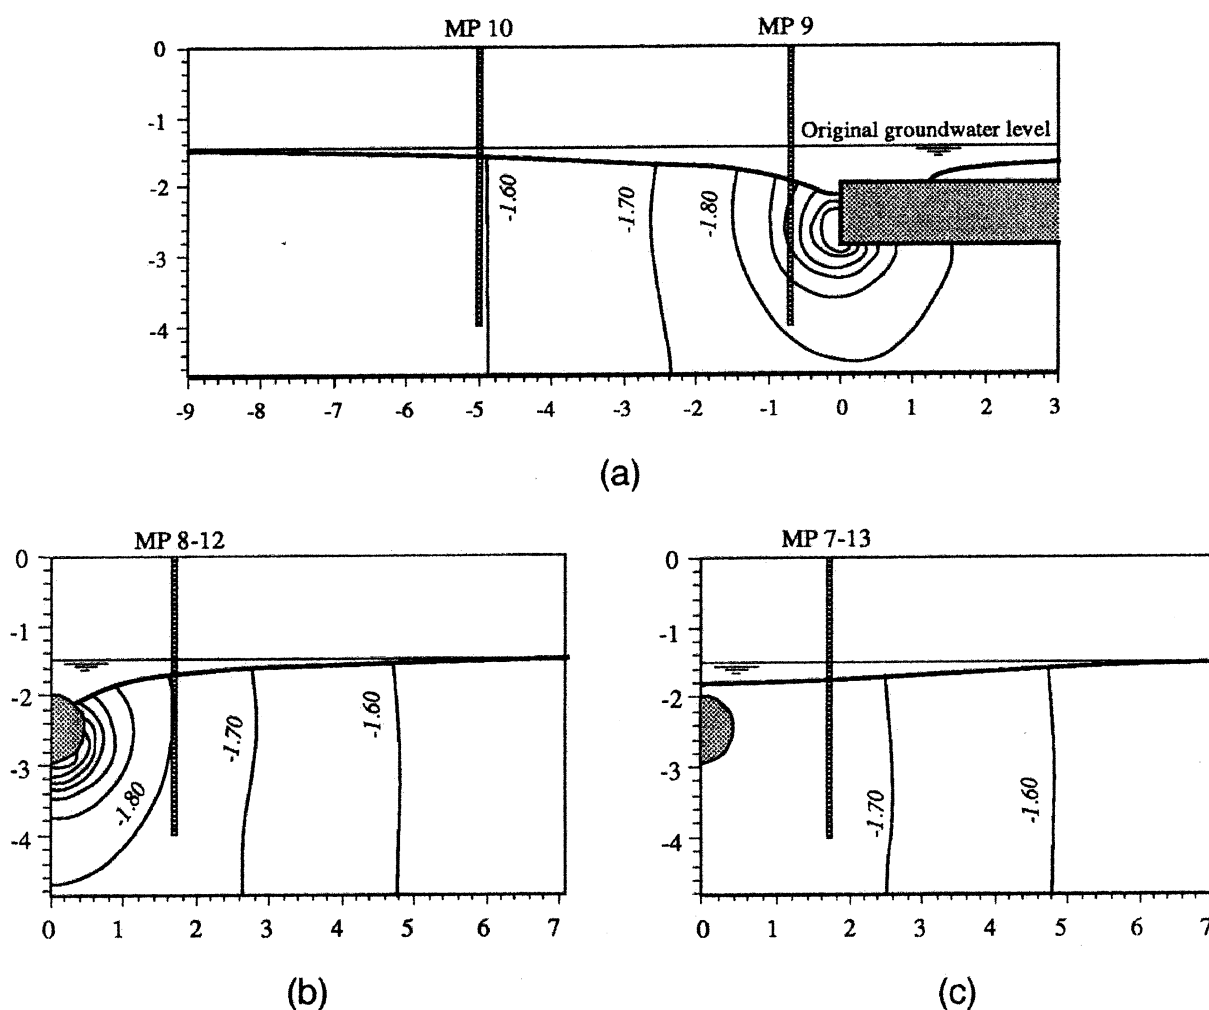 MP 10 MP 9
0
-1
Original groundwater level
-2
-1.60 -1.70 -1.80
-3
-4
-9 -8 -7 -6 -5 -4 -3 -2 -1 0 1 2 3
(a)
MP 8-12
0
-1
-2
-1.70 -1.60
-3
-1.80
-4
0 1 2 3 4 5 6 7
(b)
MP 7-13
0
-1
-2
-3
-1.70 -1.60
-4
0 1 2 3 4 5 6 7
(c)